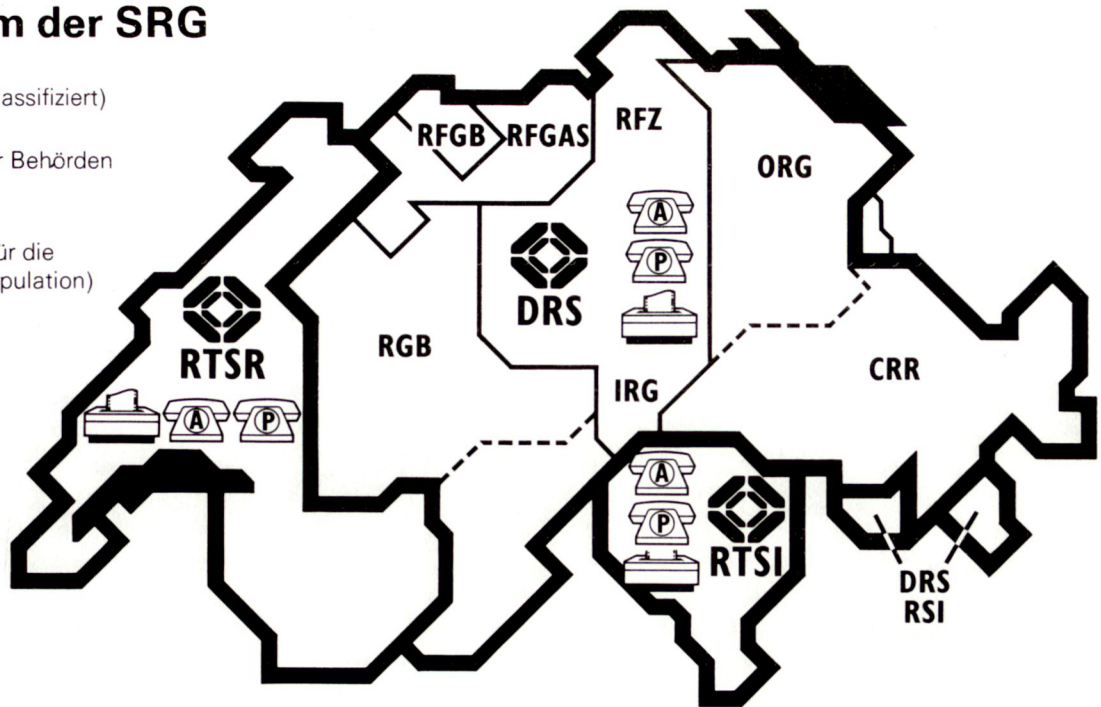 m der SRG
assifiziert)
r Behörden
ür die
pulation)
RFGB
RFGAS
RFZ
ORG
A
P
DRS
RTSR
A
P
RGB
IRG
CRR
A
P
RTSI
DRS
RSI